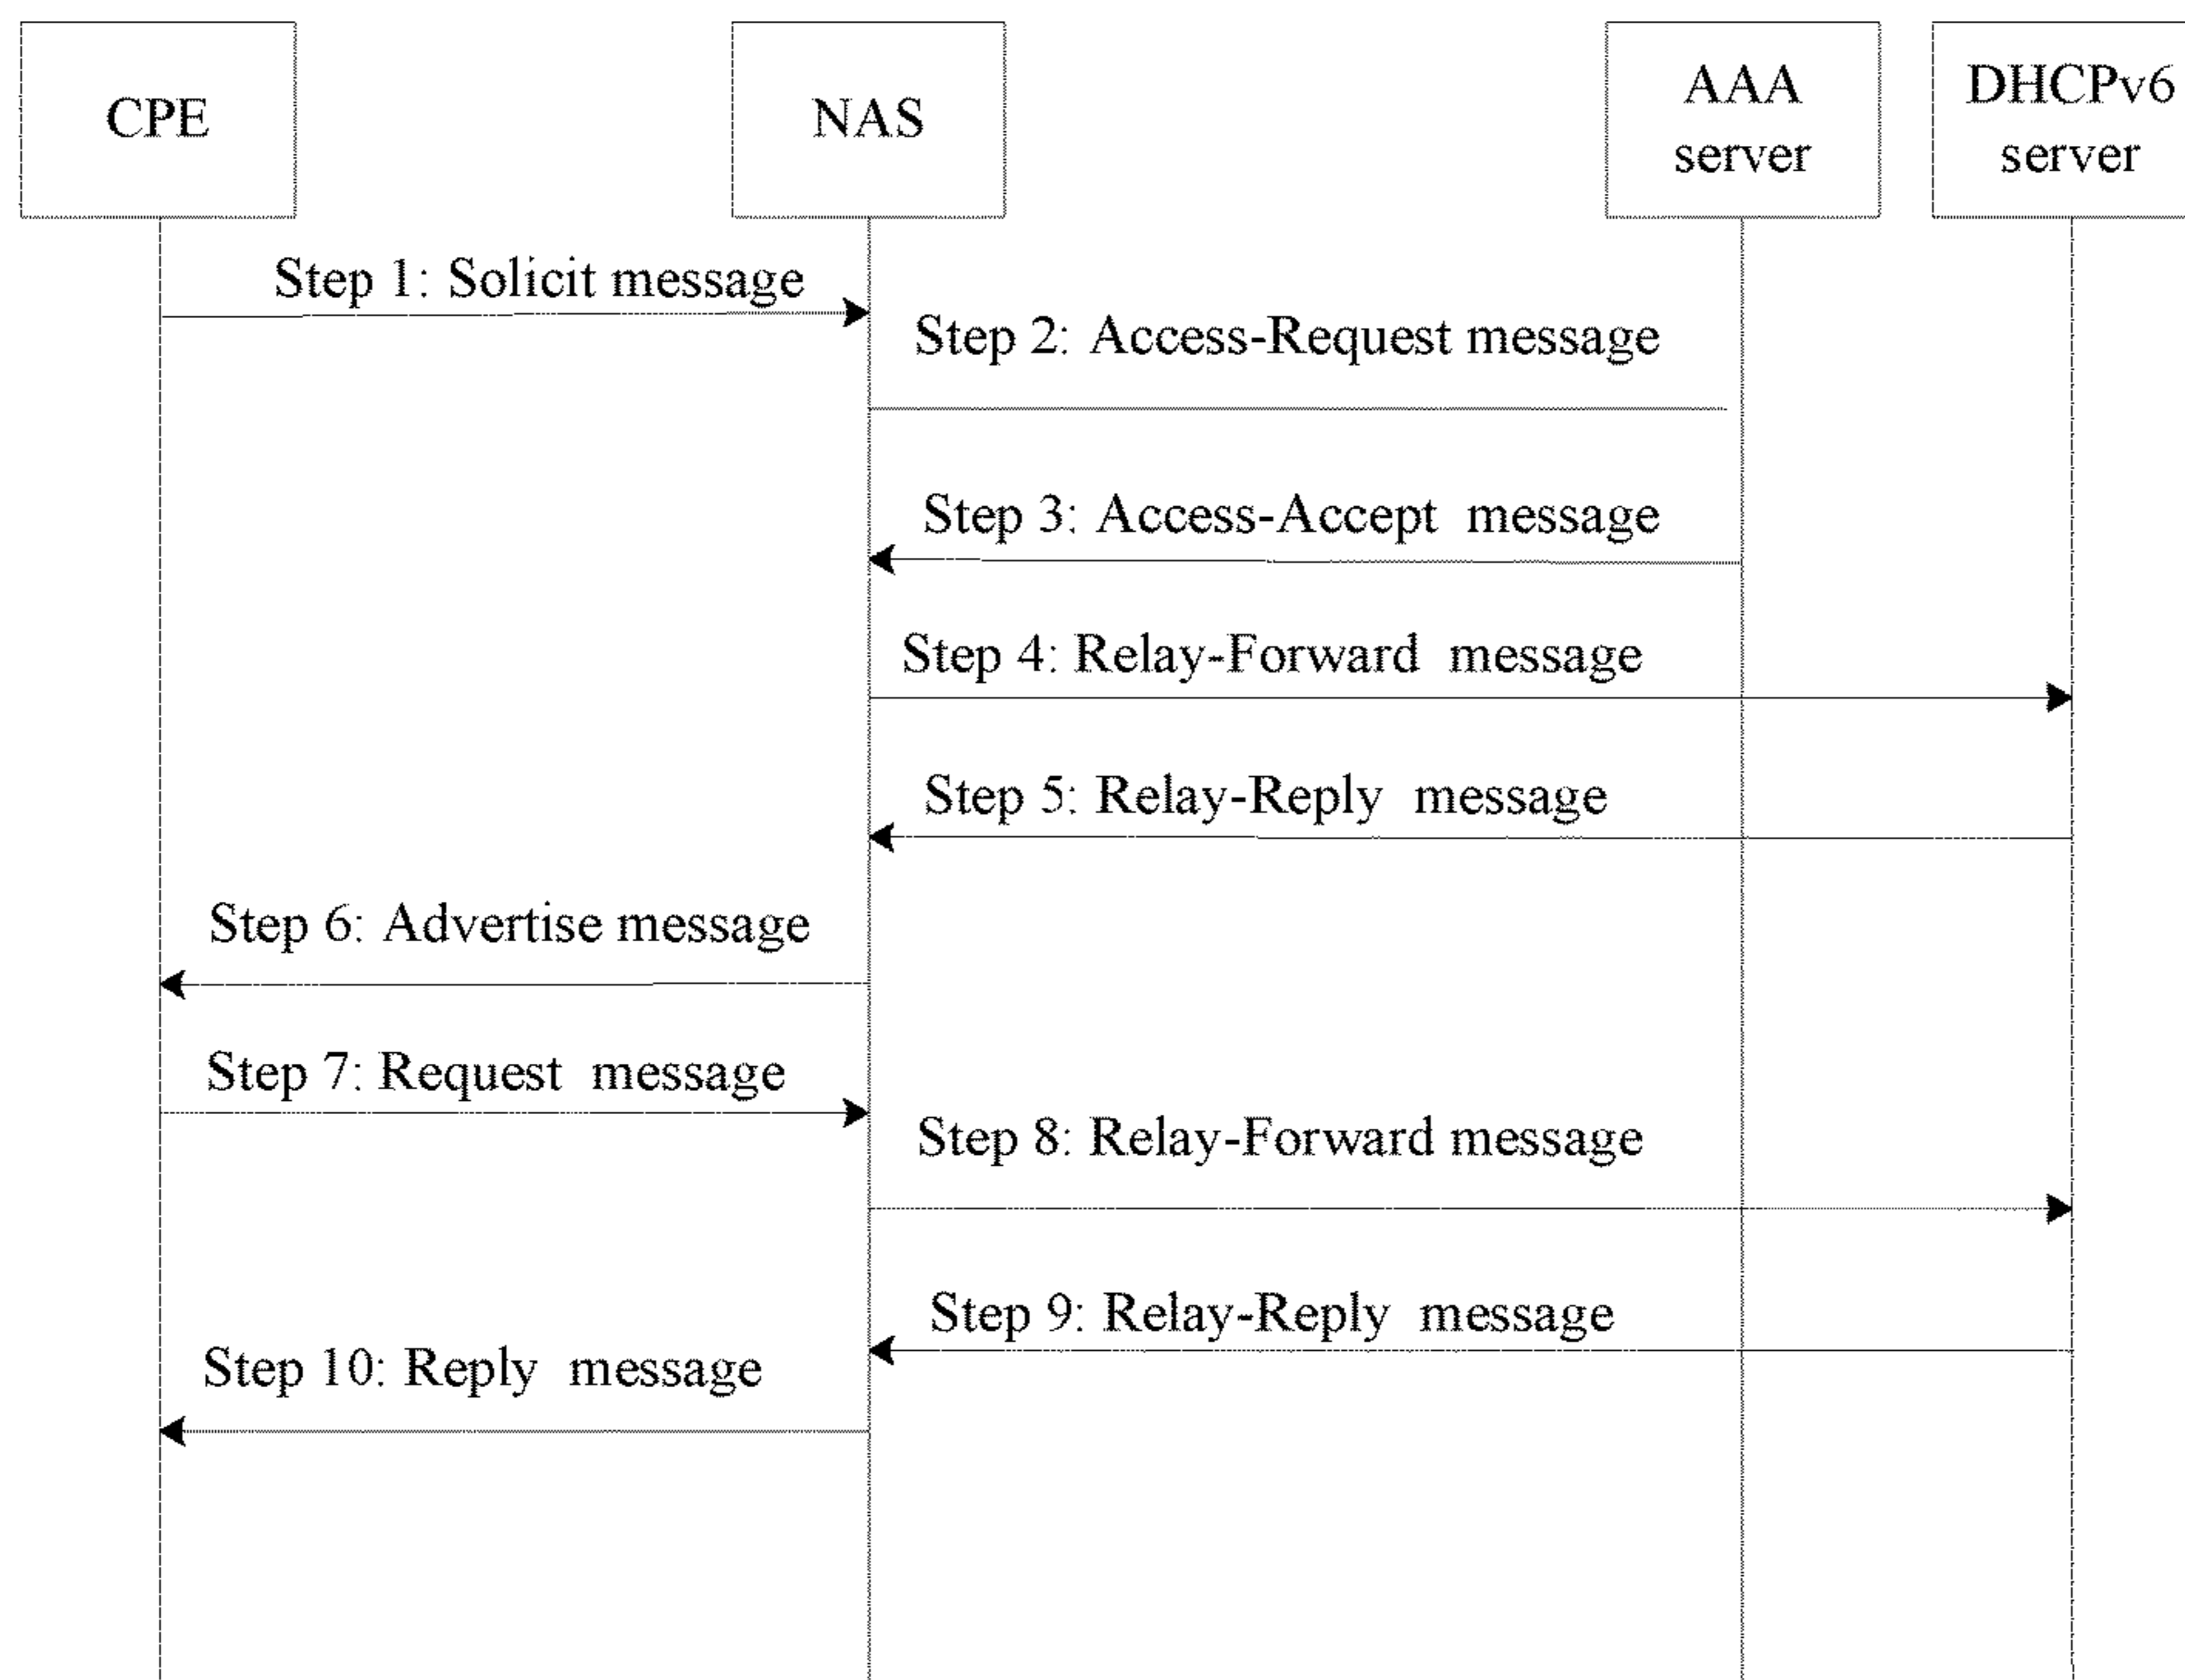 CPE
NAS
AAA
server
DHCPv6
server
Step 1: Solicit message
Step 2: Access-Request message
Step 3: Access-Accept message
Step 4: Relay-Forward message
Step 5: Relay-Reply message
Step 6: Advertise message
Step 7: Request message
Step 8: Relay-Forward message
Step 9: Relay-Reply message
Step 10: Reply message